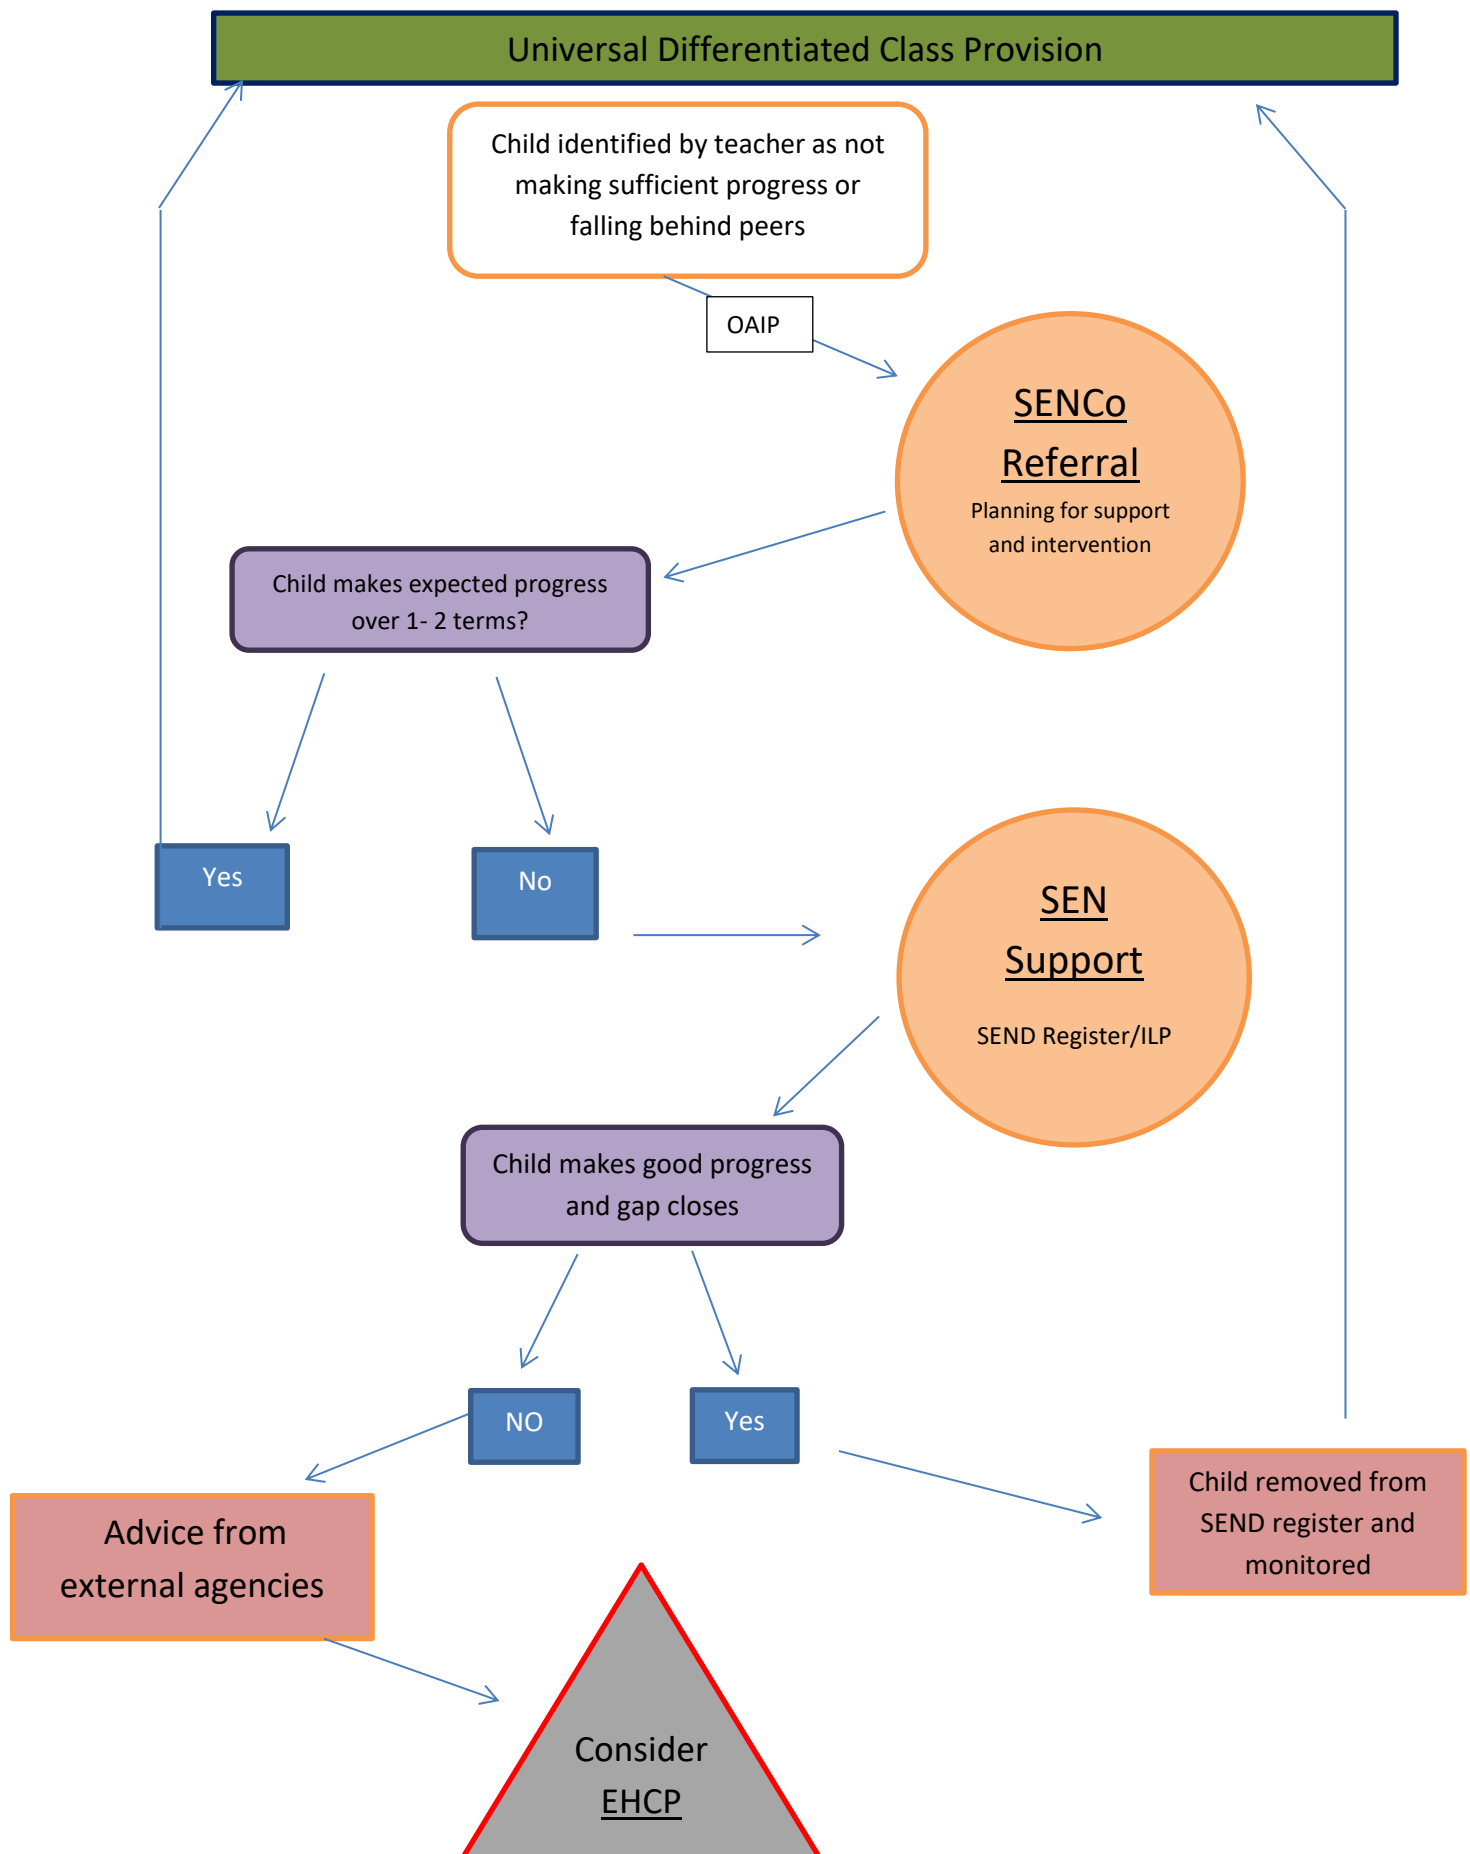 Universal Differentiated Class Provision
Child identified by teacher as not
making sufficient progress or
falling behind peers
OAIP
SENCo
Referral
Planning for support
and intervention
Child makes expected progress
over 1- 2 terms?
Yes
No
SEN
Support
SEND Register/ILP
Child makes good progress
and gap closes
NO
Yes
Child removed from
SEND register and
monitored
Advice from
external agencies
Consider
EHCP